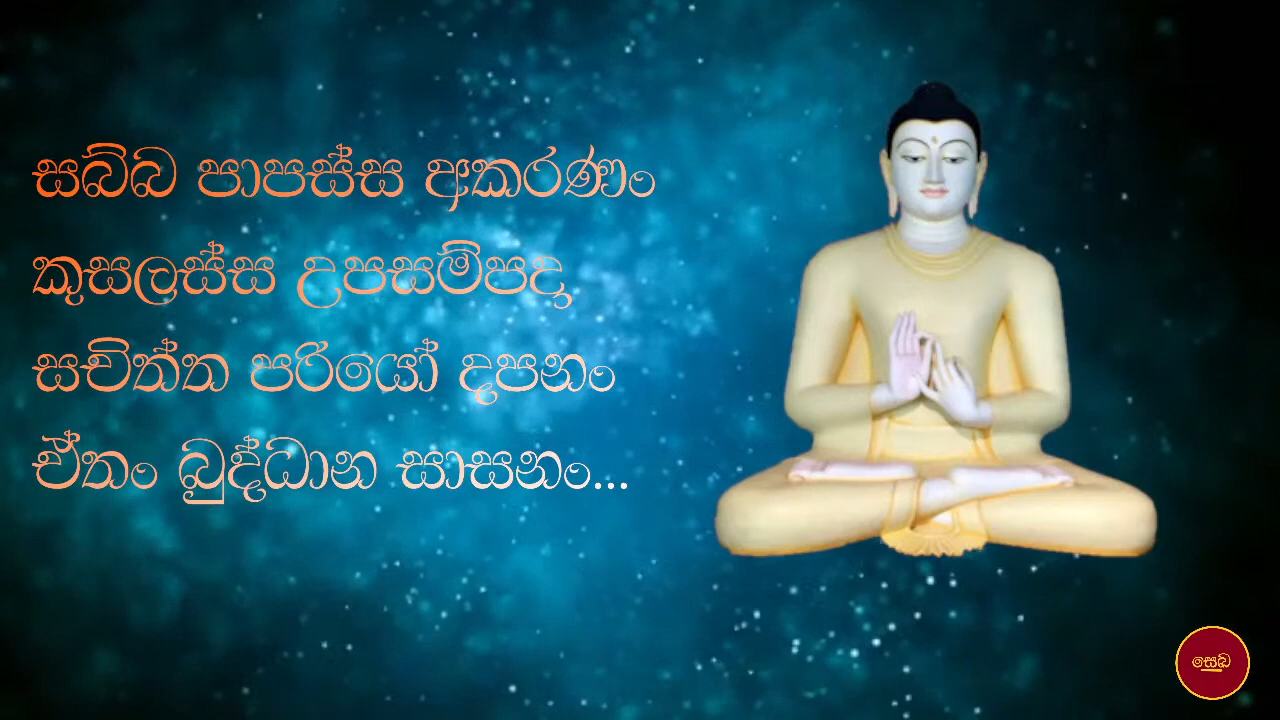 සබ්බ පාපස්ස අකරණං
කුසලස්ස උපසම්පදා
සචිත්ත පරියෝ දපනං
ඒතං බුද්ධාන සාසනං...
සෙබ